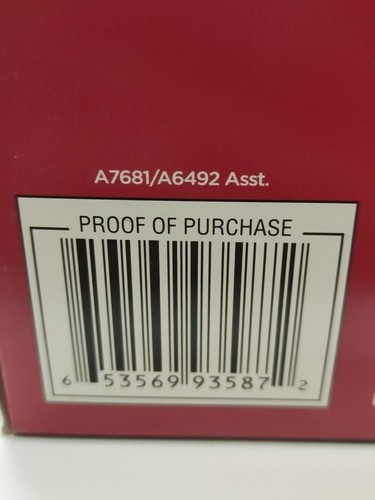 A7681/A6492 Asst.
PROOF OF PURCHASE
6 53569 93587 2